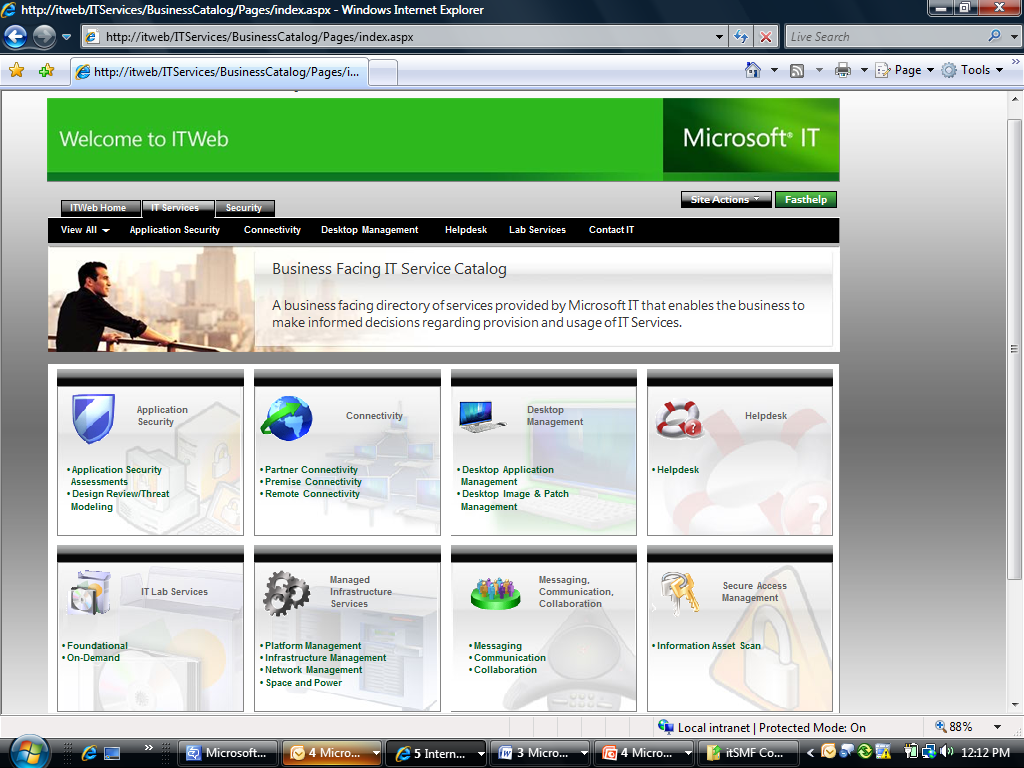 http://itweb/ITServices/BusinessCatalog/Pages/index.aspx - Windows Internet Explorer
http://itweb/ITServices/BusinessCatalog/Pages/index.aspx
Live Search
http://itweb/ITServices/BusinessCatalog/Pages/i...
Page
Tools
Welcome to ITWeb
Microsoft® IT
Site Actions
Fasthelp
ITWeb Home
IT Services
Security
View All
Application Security
Connectivity
Desktop Management
Helpdesk
Lab Services
Contact IT
Business Facing IT Service Catalog
A business facing directory of services provided by Microsoft IT that enables the business to
make informed decisions regarding provision and usage of IT Services.
Application
Security
• Application Security
Assessments
• Design Review/Threat
Modeling
Connectivity
• Partner Connectivity
• Premise Connectivity
• Remote Connectivity
Desktop
Management
• Desktop Application
Management
• Desktop Image & Patch
Management
Helpdesk
• Helpdesk
IT Lab Services
• Foundational
• On-Demand
Managed
Infrastructure
Services
• Platform Management
• Infrastructure Management
• Network Management
• Space and Power
Messaging,
Communication,
Collaboration
• Messaging
• Communication
• Collaboration
Secure Access
Management
• Information Asset Scan
Local intranet | Protected Mode: On
88%
Microsoft...
4 Micro...
5 Intern...
3 Micro...
4 Micro...
itSMF Co...
12:12 PM